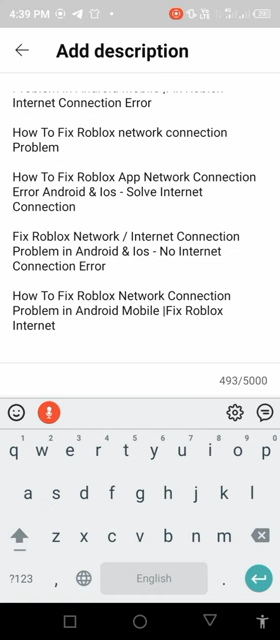 4:39 PM
Add description
Internet Connection Error
How To Fix Roblox network connection
Problem
How To Fix Roblox App Network Connection
Error Android & Ios - Solve Internet
Connection
Fix Roblox Network / Internet Connection
Problem in Android & Ios - No Internet
Connection Error
How To Fix Roblox Network Connection
Problem in Android Mobile |Fix Roblox
Internet
493/5000
1 2 3 4 5 6 7 8 9 0
q w e r t y u i o p
a s d f g h j k l
z x c v b n m
?123 , English .